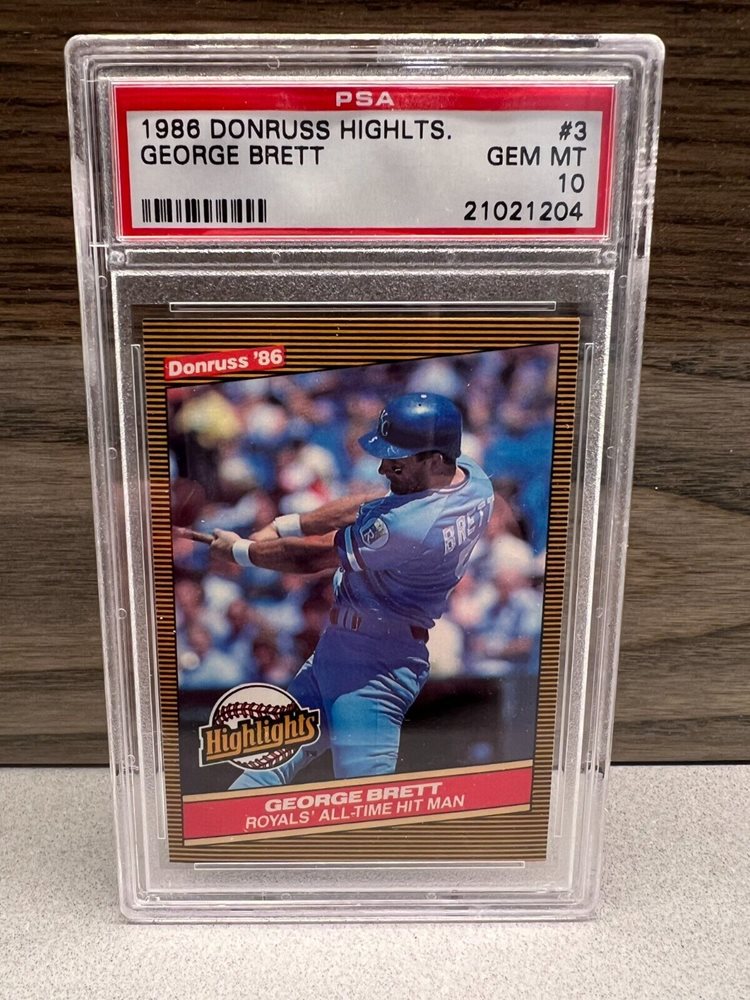 PSA
1986 DONRUSS HIGHLTS. #3
GEORGE BRETT GEM MT
10
21021204
Donruss '86
KC
BRETT
R
Highlights
GEORGE BRETT
ROYALS' ALL-TIME HIT MAN